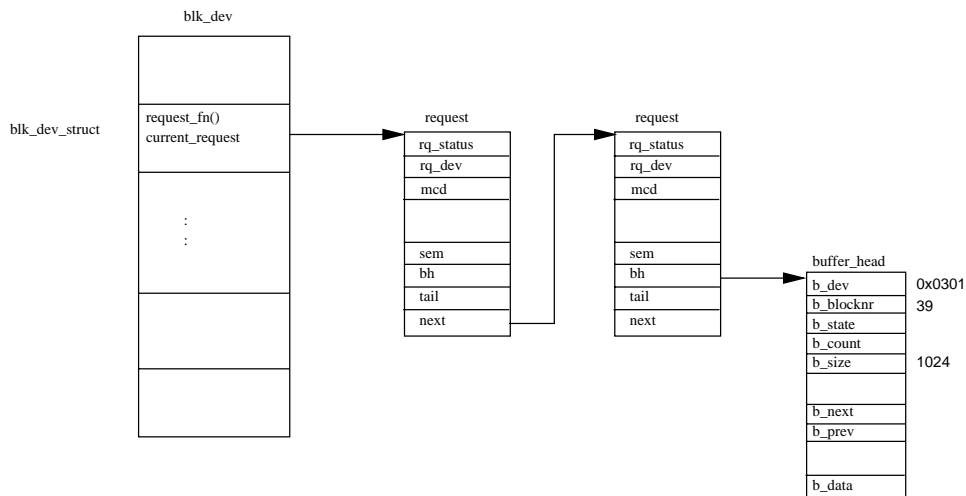 blk_dev
blk_dev_struct
request_fn()
current_request
:
:
request
rq_status
rq_dev
mcd
sem
bh
tail
next
request
rq_status
rq_dev
mcd
sem
bh
tail
next
buffer_head
b_dev 0x0301
b_blocknr 39
b_state
b_count
b_size 1024
b_next
b_prev
b_data